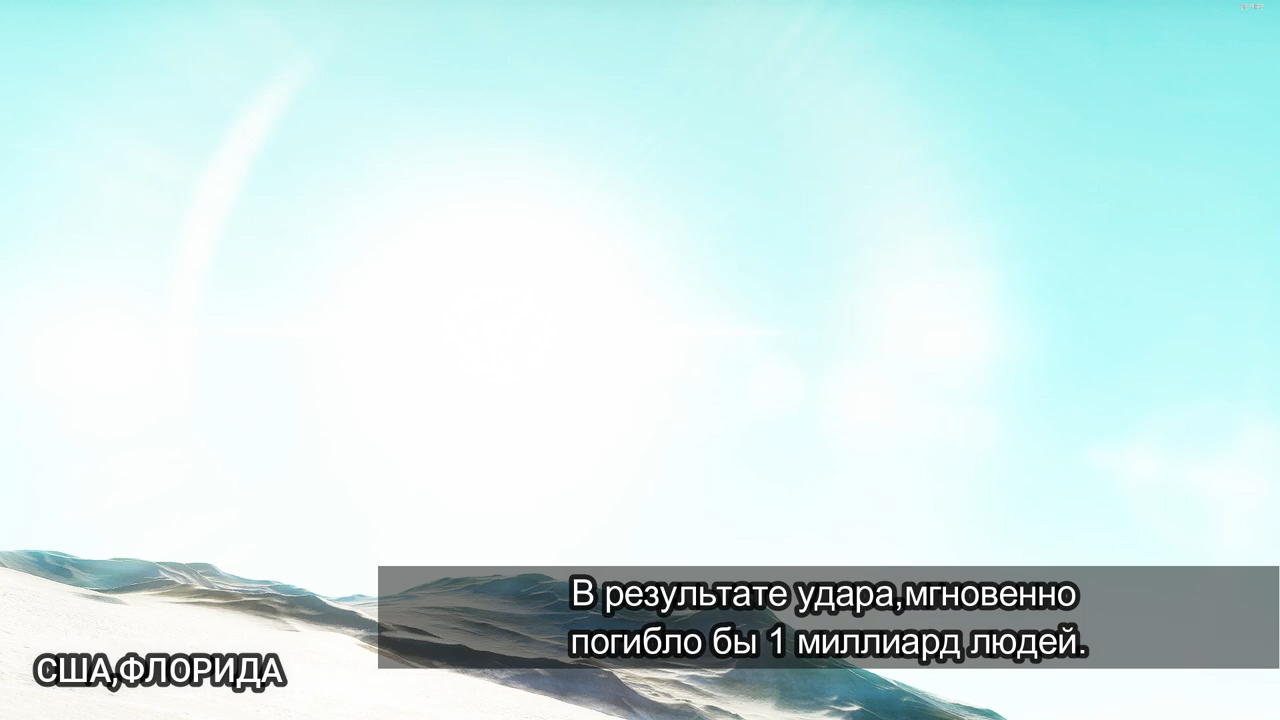 В результате удара,мгновенно
погибло бы 1 миллиард людей.
США,ФЛОРИДА